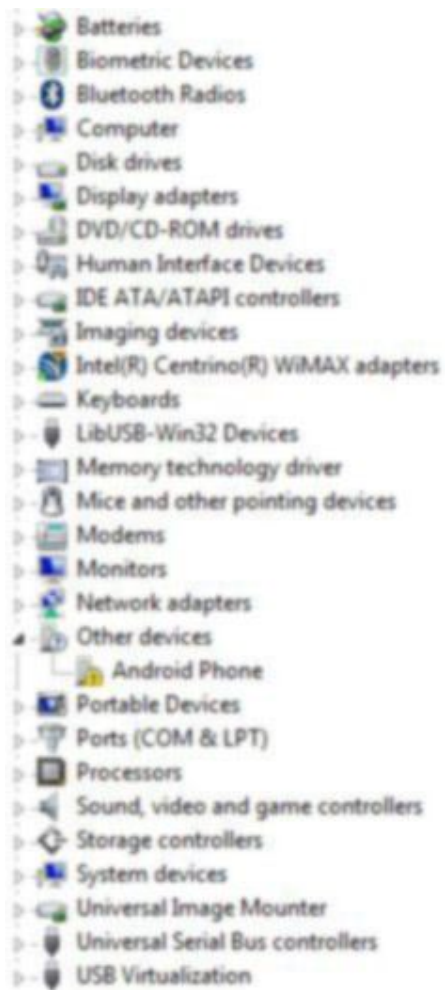 Batteries
Biometric Devices
Bluetooth Radios
Computer
Disk drives
Display adapters
DVD/CD-ROM drives
Human Interface Devices
IDE ATA/ATAPI controllers
Imaging devices
Intel(R) Centrino(R) WiMAX adapters
Keyboards
LibUSB-Win32 Devices
Memory technology driver
Mice and other pointing devices
Modems
Monitors
Network adapters
Other devices
Android Phone
Portable Devices
Ports (COM & LPT)
Processors
Sound, video and game controllers
Storage controllers
System devices
Universal Image Mounter
Universal Serial Bus controllers
USB Virtualization